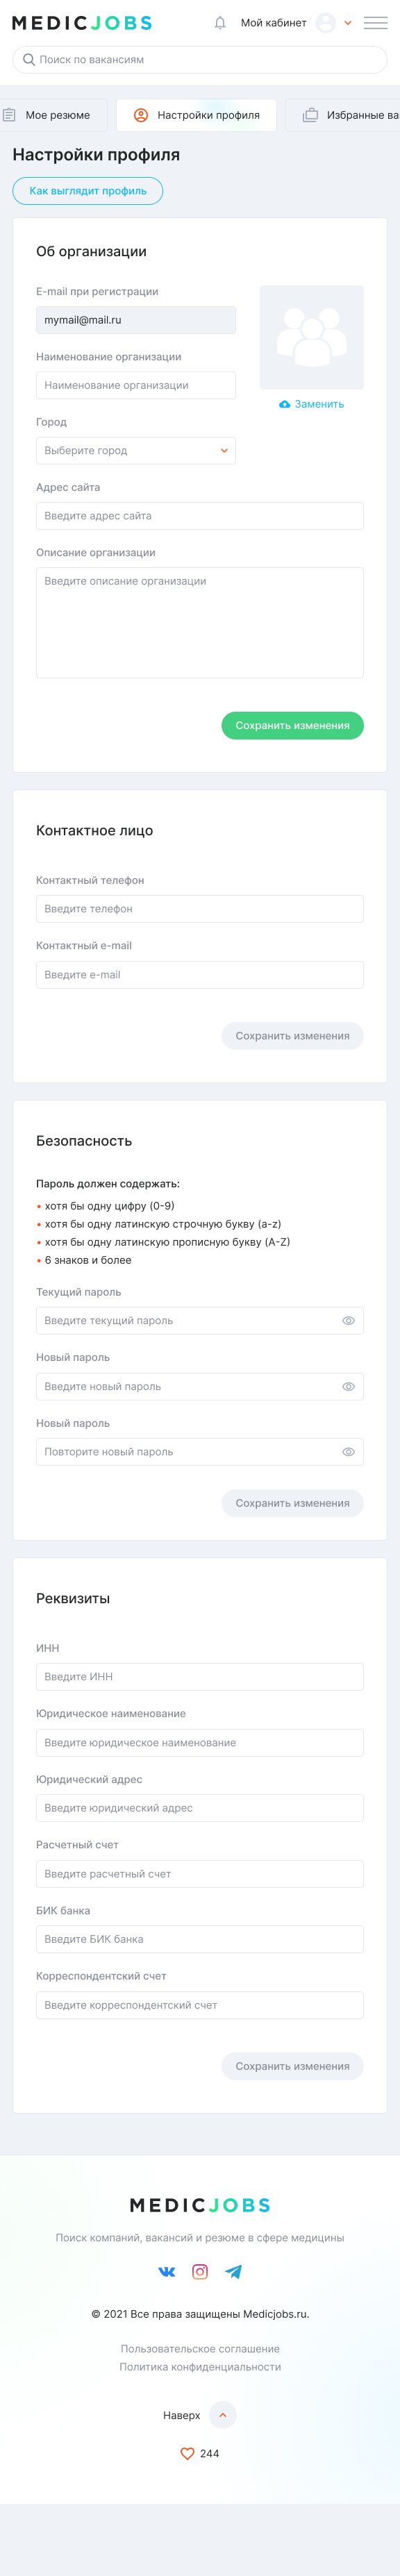 MEDICJOBS
Мой кабинет
Поиск по вакансиям
Мое резюме
Настройки профиля
Избранные ва
Настройки профиля
Как выглядит профиль
Об организации
E-mail при регистрации
mymail@mail.ru
Наименование организации
Наименование организации
Заменить
Город
Выберите город
Адрес сайта
Введите адрес сайта
Описание организации
Введите описание организации
Сохранить изменения
Контактное лицо
Контактный телефон
Введите телефон
Контактный e-mail
Введите e-mail
Сохранить изменения
Безопасность
Пароль должен содержать:
• хотя бы одну цифру (0-9)
• хотя бы одну латинскую строчную букву (a-z)
• хотя бы одну латинскую прописную букву (A-Z)
• 6 знаков и более
Текущий пароль
Введите текущий пароль
Новый пароль
Введите новый пароль
Новый пароль
Повторите новый пароль
Сохранить изменения
Реквизиты
ИНН
Введите ИНН
Юридическое наименование
Введите юридическое наименование
Юридический адрес
Введите юридический адрес
Расчетный счет
Введите расчетный счет
БИК банка
Введите БИК банка
Корреспондентский счет
Введите корреспондентский счет
Сохранить изменения
MEDICJOBS
Поиск компаний, вакансий и резюме в сфере медицины
© 2021 Все права защищены Medicjobs.ru.
Пользовательское соглашение
Политика конфиденциальности
Наверх
244